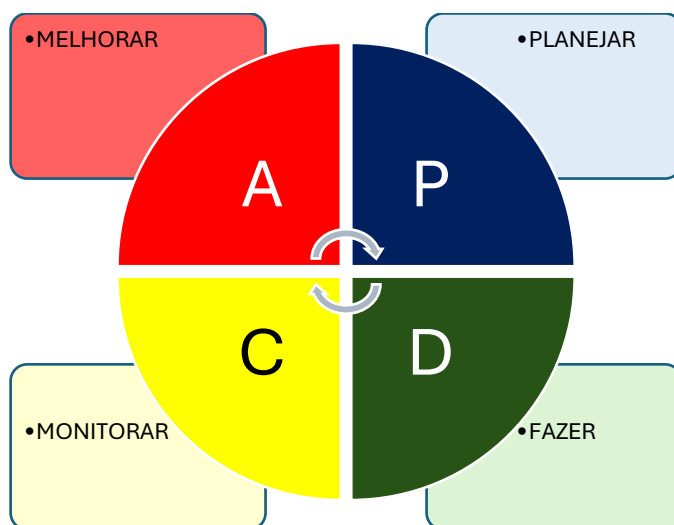 •MELHORAR
•PLANEJAR
A
P
C
D
•MONITORAR
•FAZER